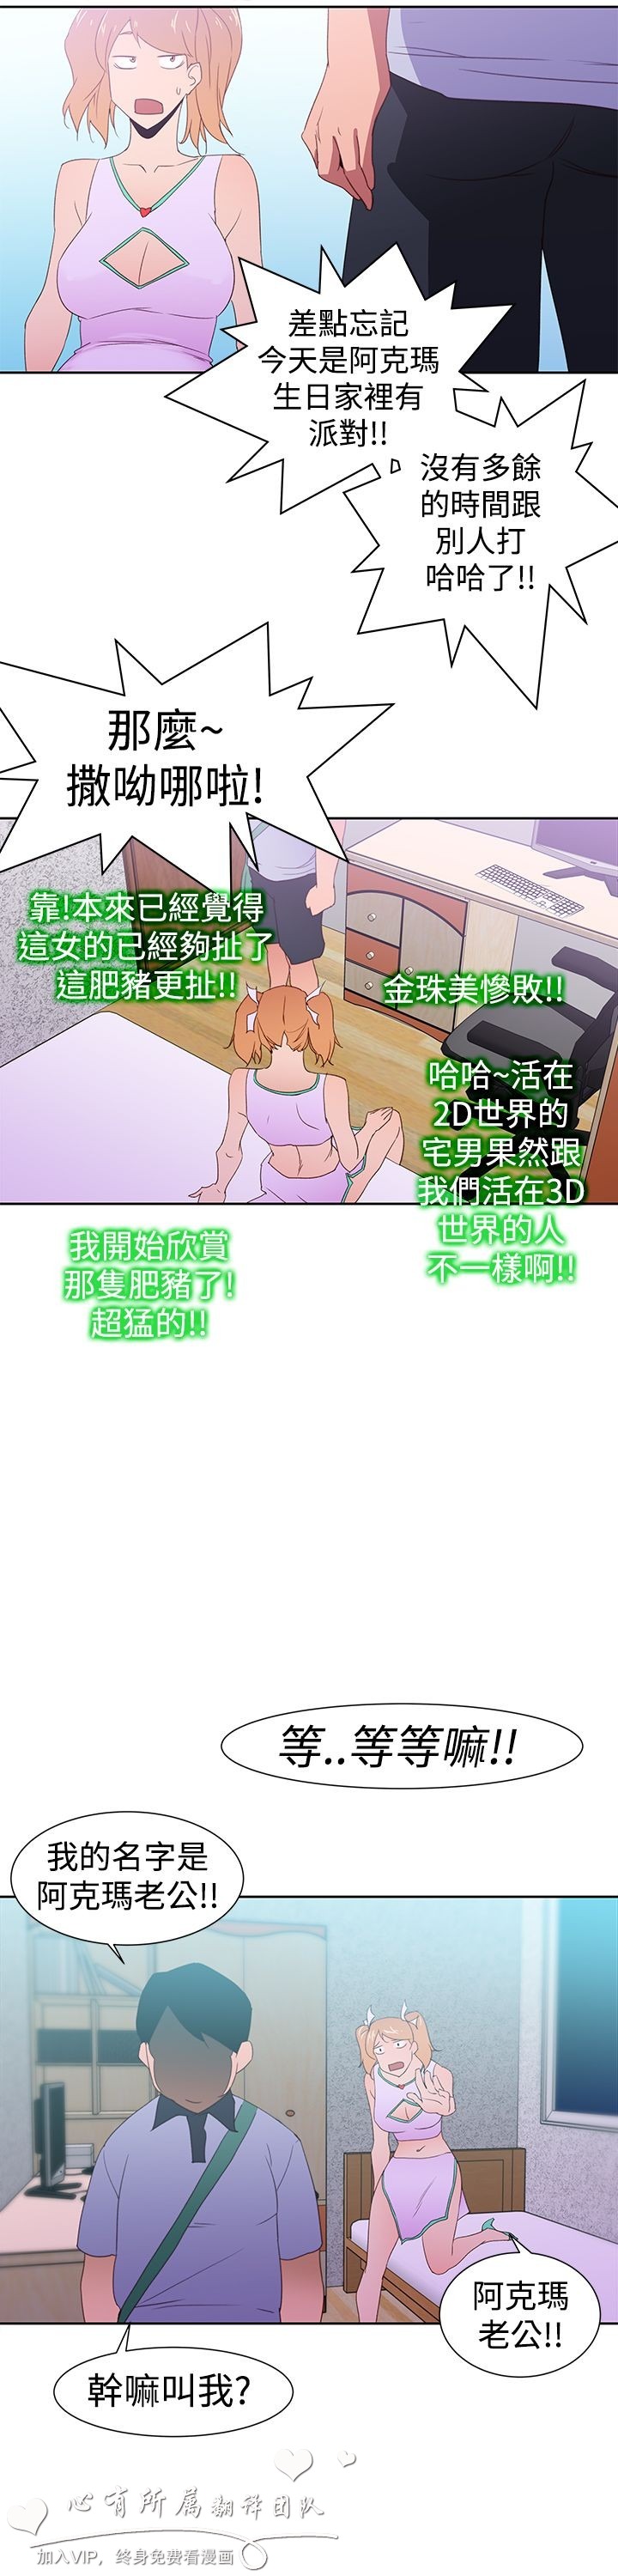 差點忘記
今天是阿克瑪
生日家裡有
派對!!
沒有多餘
的時間跟
別人打
哈哈了!!
那麼~
撒呦哪啦!
靠!本來已經覺得
這女的已經夠扯了
這肥豬更扯!!
金珠美慘敗!!
哈哈~活在
2D世界的
宅男果然跟
我們活在3D
世界的人
不一樣啊!!
我開始欣賞
那隻肥豬了!
超猛的!!
等..等等嘛!!
我的名字是
阿克瑪老公!!
阿克瑪
老公!!
幹嘛叫我?
心有所属翻译团队
加入VIP，终身免费看漫画